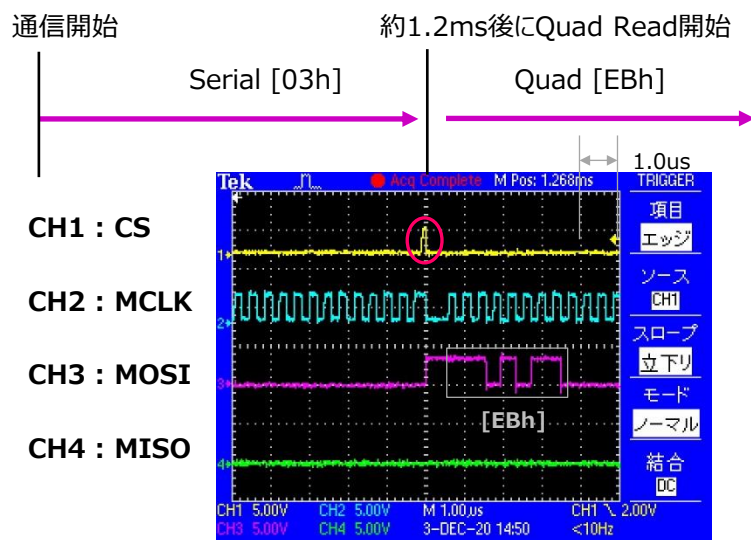 通信開始
約1.2ms後にQuad Read開始
Serial [03h]
Quad [EBh]
1.0us
Tek
Acq Complete
M Pos: 1.268ms
TRIGGER
項目
エッジ
CH1：CS
ソース
CH1
CH2：MCLK
スロープ
立下り
CH3：MOSI
モード
ノーマル
[EBh]
CH4：MISO
結合
DC
1
2
3
4
CH1 5.00V
CH2 5.00V
M 1.00us
CH1 \ 2.00V
CH3 5.00V
CH4 5.00V
3-DEC-20 14:50
<10Hz